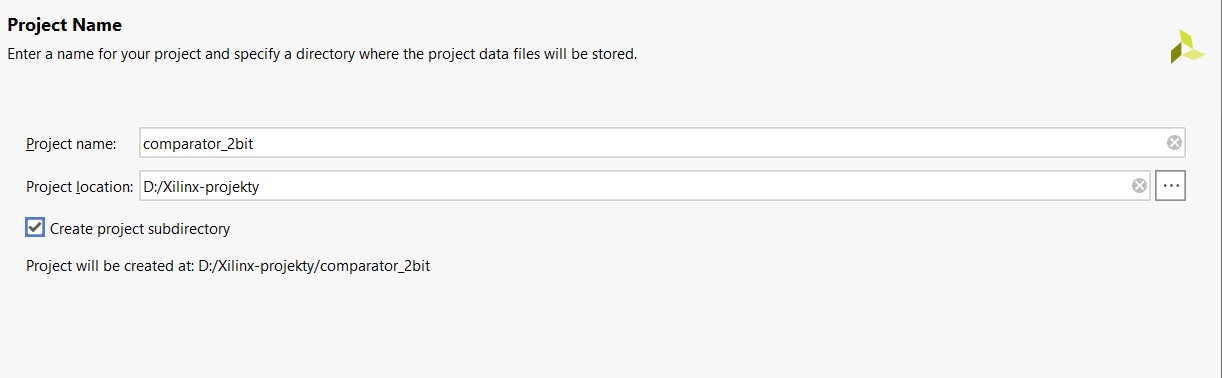 Project Name
Enter a name for your project and specify a directory where the project data files will be stored.
Project name: comparator_2bit
Project location: D:/Xilinx-projekty ...
Create project subdirectory
Project will be created at: D:/Xilinx-projekty/comparator_2bit